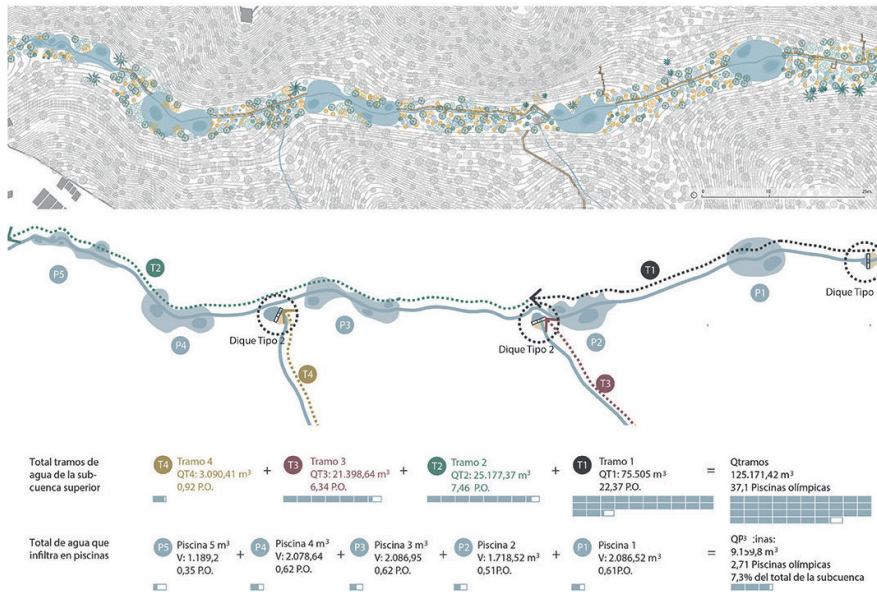 0 10 25m
T2
P5
T1
P1
Dique Tipo
P4
P3
Dique Tipo 2
Dique Tipo 2
P2
T4
T3
Total tramos de
agua de la sub-
cuenca superior
T4
Tramo 4
QT4: 3.090,41 m³
0,92 P.O.
+
T3
Tramo 3
QT3: 21.398,64 m³
6,34 P.O.
+
T2
Tramo 2
QT2: 25.177,37 m³
7,46 P.O.
+
T1
Tramo 1
QT1: 75.505 m³
22,37 P.O.
=
Qtramos
125.171,42 m³
37,1 Piscinas olímpicas
Total de agua que
infiltra en piscinas
P5
Piscina 5 m³
V: 1.189,2
0,35 P.O.
+
P4
Piscina 4 m³
V: 2.078,64
0,62 P.O.
+
P3
Piscina 3 m³
V: 2.086,95
0,62 P.O.
+
P2
Piscina 2
V: 1.718,52 m³
0,51P.O.
+
P1
Piscina 1
V: 2.086,52 m³
0,61P.O.
=
9.159,8 m³
2,71 Piscinas olímpicas
7,3% del total de la subcuenca